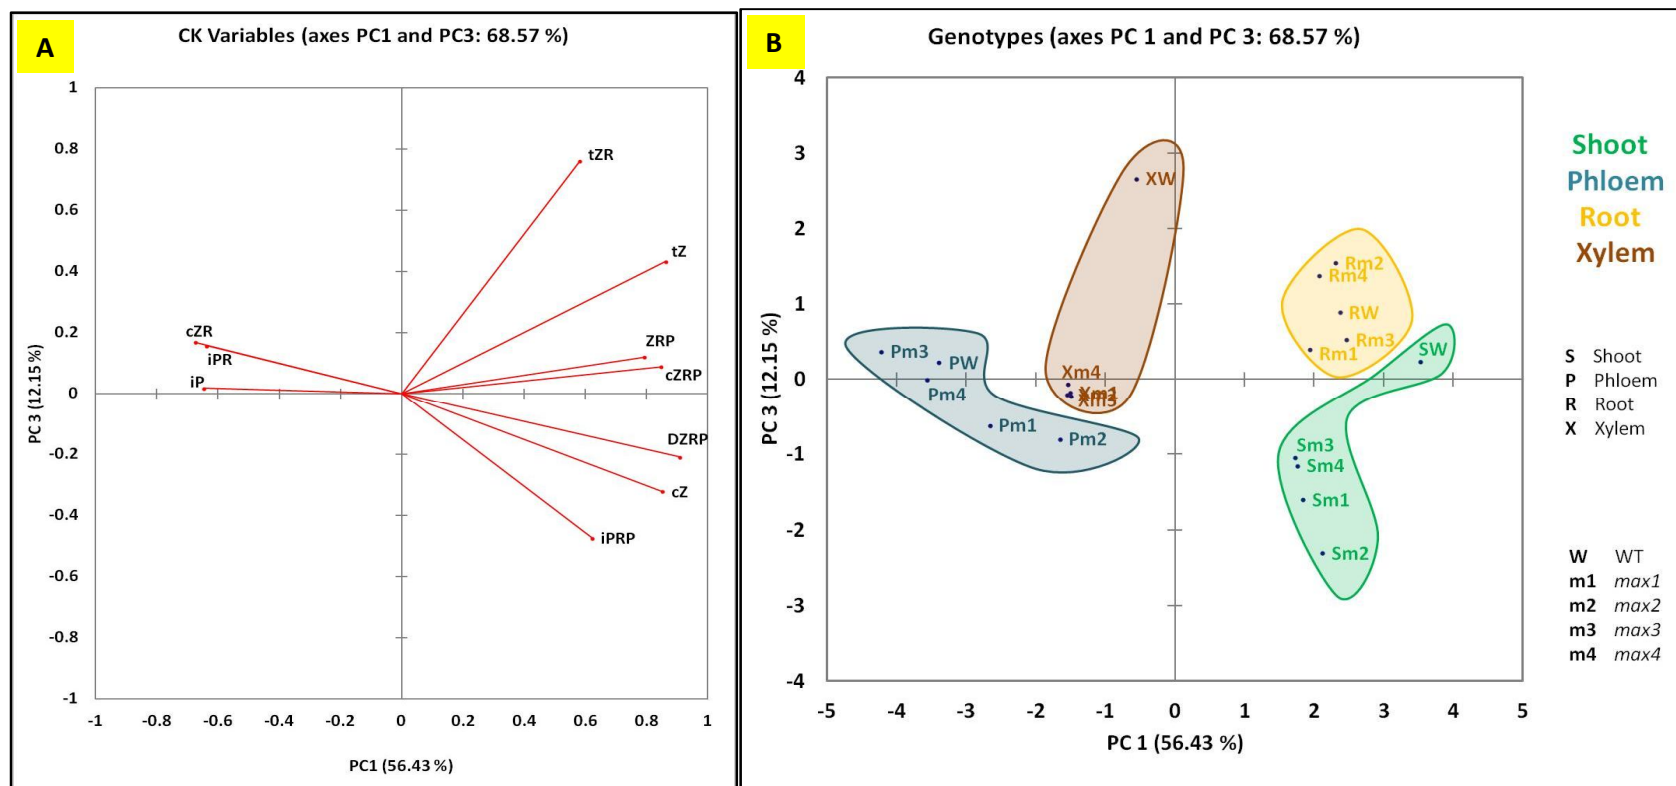 A
CK Variables (axes PC1 and PC3: 68.57 %)
1
0.8
0.6
0.4
0.2
0
-0.2
-0.4
-0.6
-0.8
-1
PC 3 (12.15 %)
tZR
tZ
ZRP
cZRP
cZR
iPR
iP
DZRP
cZ
iPRP
-1 -0.8 -0.6 -0.4 -0.2 0 0.2 0.4 0.6 0.8 1
PC1 (56.43 %)
B
Genotypes (axes PC 1 and PC 3: 68.57 %)
4
3
2
1
0
-1
-2
-3
-4
PC 3 (12.15 %)
XW
Rm2
Rm4
RW
Rm3
Rm1
SW
Pm3
PW
Pm4
Pm1
Pm2
Xm4
Xm1
Xm3
Sm3
Sm4
Sm1
Sm2
-5 -4 -3 -2 -1 0 1 2 3 4 5
PC 1 (56.43 %)
Shoot
Phloem
Root
Xylem
S Shoot
P Phloem
R Root
X Xylem
W WT
m1 max1
m2 max2
m3 max3
m4 max4